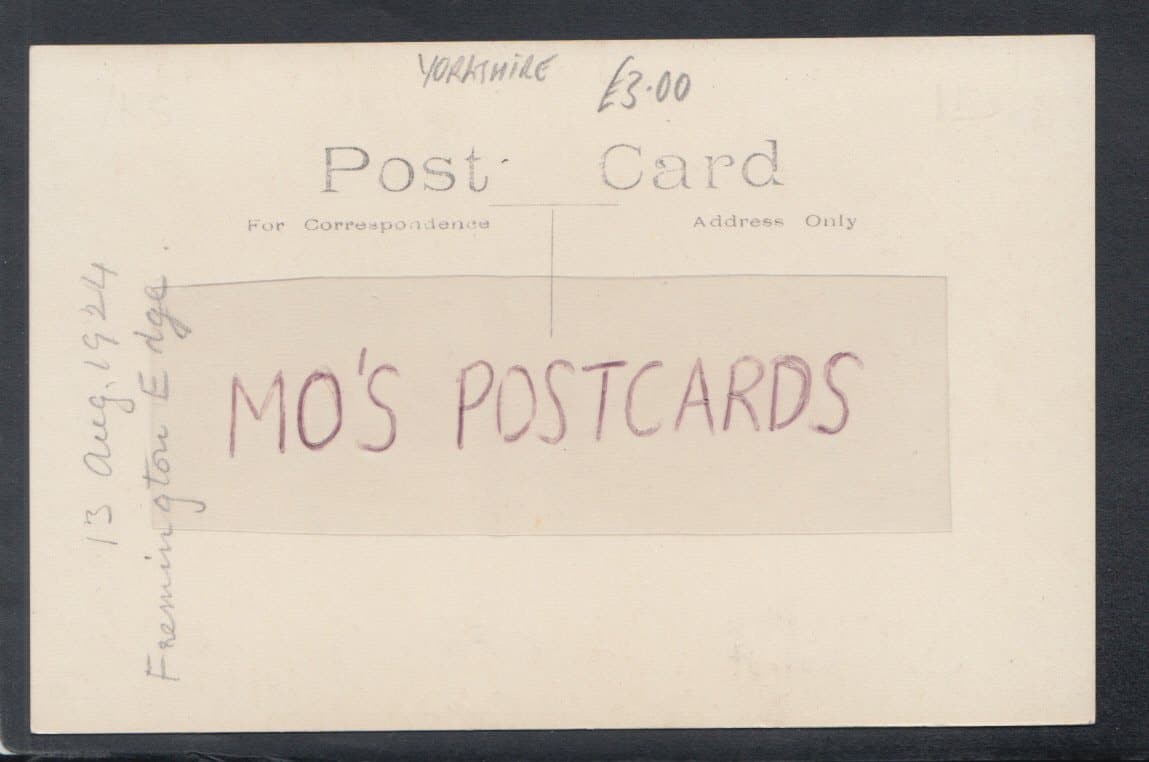 YORKSHIRE £3.00
Post Card
For Correspondence Address Only
13 Aug. 1924
Fremington Edge.
MO'S POSTCARDS